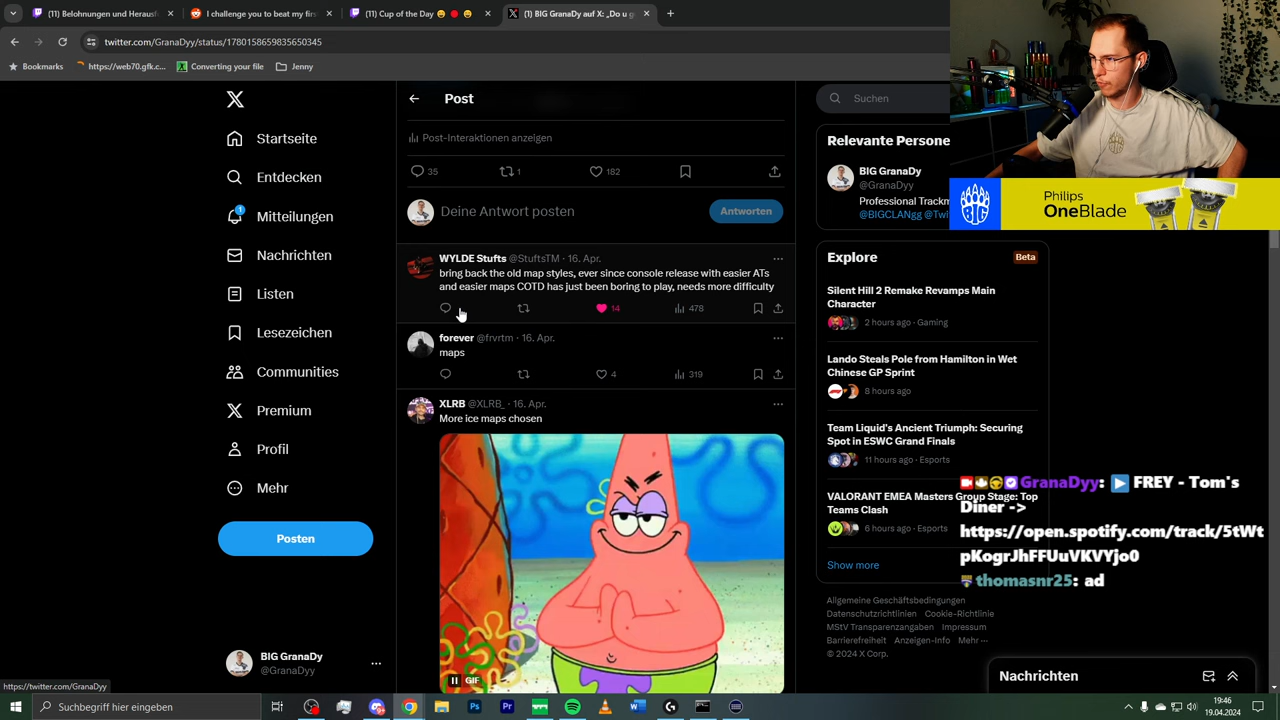 (11) Belohnungen und Herausf
I challenged you to beat my firs
(11) Cup of the Day
(1) BIG GranaDy auf X: „Do u g
twitter.com/GranaDyy/status/1780158659835650345
Bookmarks
https://web70.gfk.c...
Converting your file
Jenny
Startseite
Entdecken
1
Mitteilungen
Nachrichten
Listen
Lesezeichen
Communities
Premium
Profil
Mehr
Posten
BIG GranaDy
@GranaDyy
https://twitter.com/GranaDyy
Post
Post-Interaktionen anzeigen
35
1
182
Deine Antwort posten
Antworten
WYLDE Stufts @StuftsTM · 16. Apr.
bring back the old map styles, ever since console release with easier ATs
and easier maps COTD has just been boring to play, needs more difficulty
14
478
forever @frvrtm · 16. Apr.
maps
4
319
XLRB @XLRB_ · 16. Apr.
More ice maps chosen
GIF
Suchen
Relevante Persone
BIG GranaDy
@GranaDyy
Professional Trackm
@BIGCLANgg @Twi
Explore
Beta
Silent Hill 2 Remake Revamps Main
Character
2 hours ago · Gaming
Lando Steals Pole from Hamilton in Wet
Chinese GP Sprint
8 hours ago
Team Liquid's Ancient Triumph: Securing
Spot in ESWC Grand Finals
11 hours ago · Esports
VALORANT EMEA Masters Group Stage: Top
Teams Clash
6 hours ago · Esports
Show more
Allgemeine Geschäftsbedingungen
Datenschutzrichtlinien Cookie-Richtlinie
MStV Transparenzangaben Impressum
Barrierefreiheit Anzeigen-Info Mehr ···
© 2024 X Corp.
Nachrichten
BIG
Philips
OneBlade
GranaDyy: FREY - Tom's
Diner ->
https://open.spotify.com/track/5tWt
pKogrJhFFUuVKVYjo0
thomasnr25: ad
Suchbegriff hier eingeben
19:46
19.04.2024